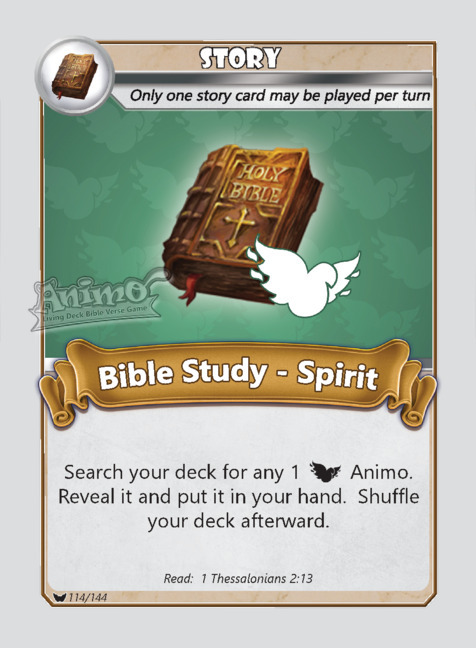 STORY
Only one story card may be played per turn
HOLY
BIBLE
Animo
Living Deck Bible Verse Game
Bible Study - Spirit
Search your deck for any 1 Animo.
Reveal it and put it in your hand. Shuffle
your deck afterward.
Read: 1 Thessalonians 2:13
114/144